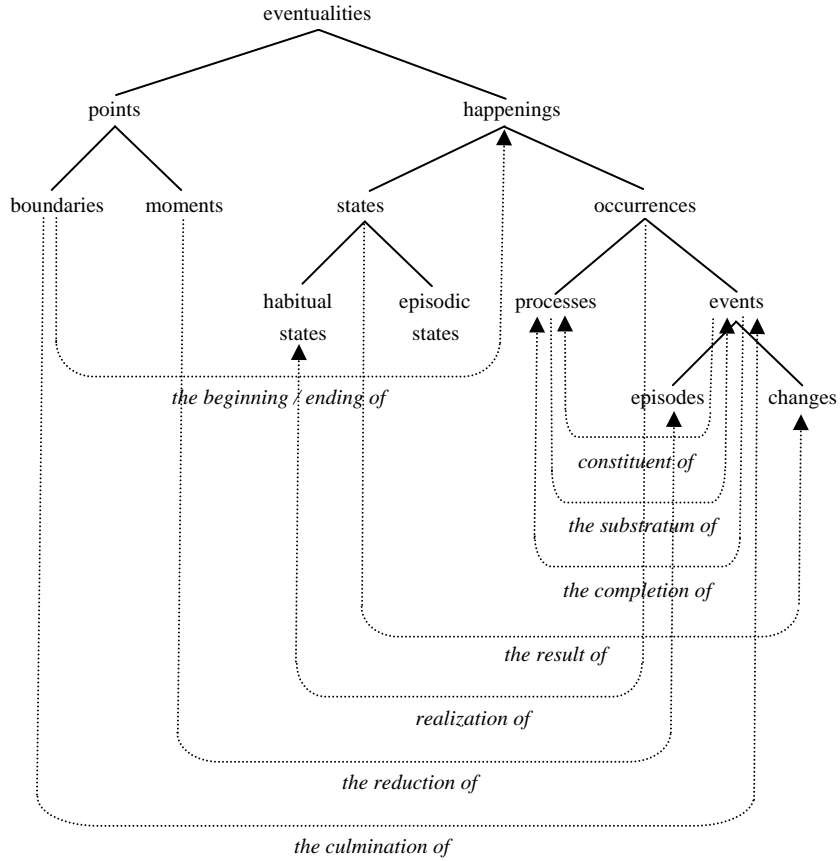 eventualities
points happenings
boundaries moments states occurrences
habitual episodic processes events
states states
the beginning / ending of episodes changes
constituent of
the substratum of
the completion of
the result of
realization of
the reduction of
the culmination of